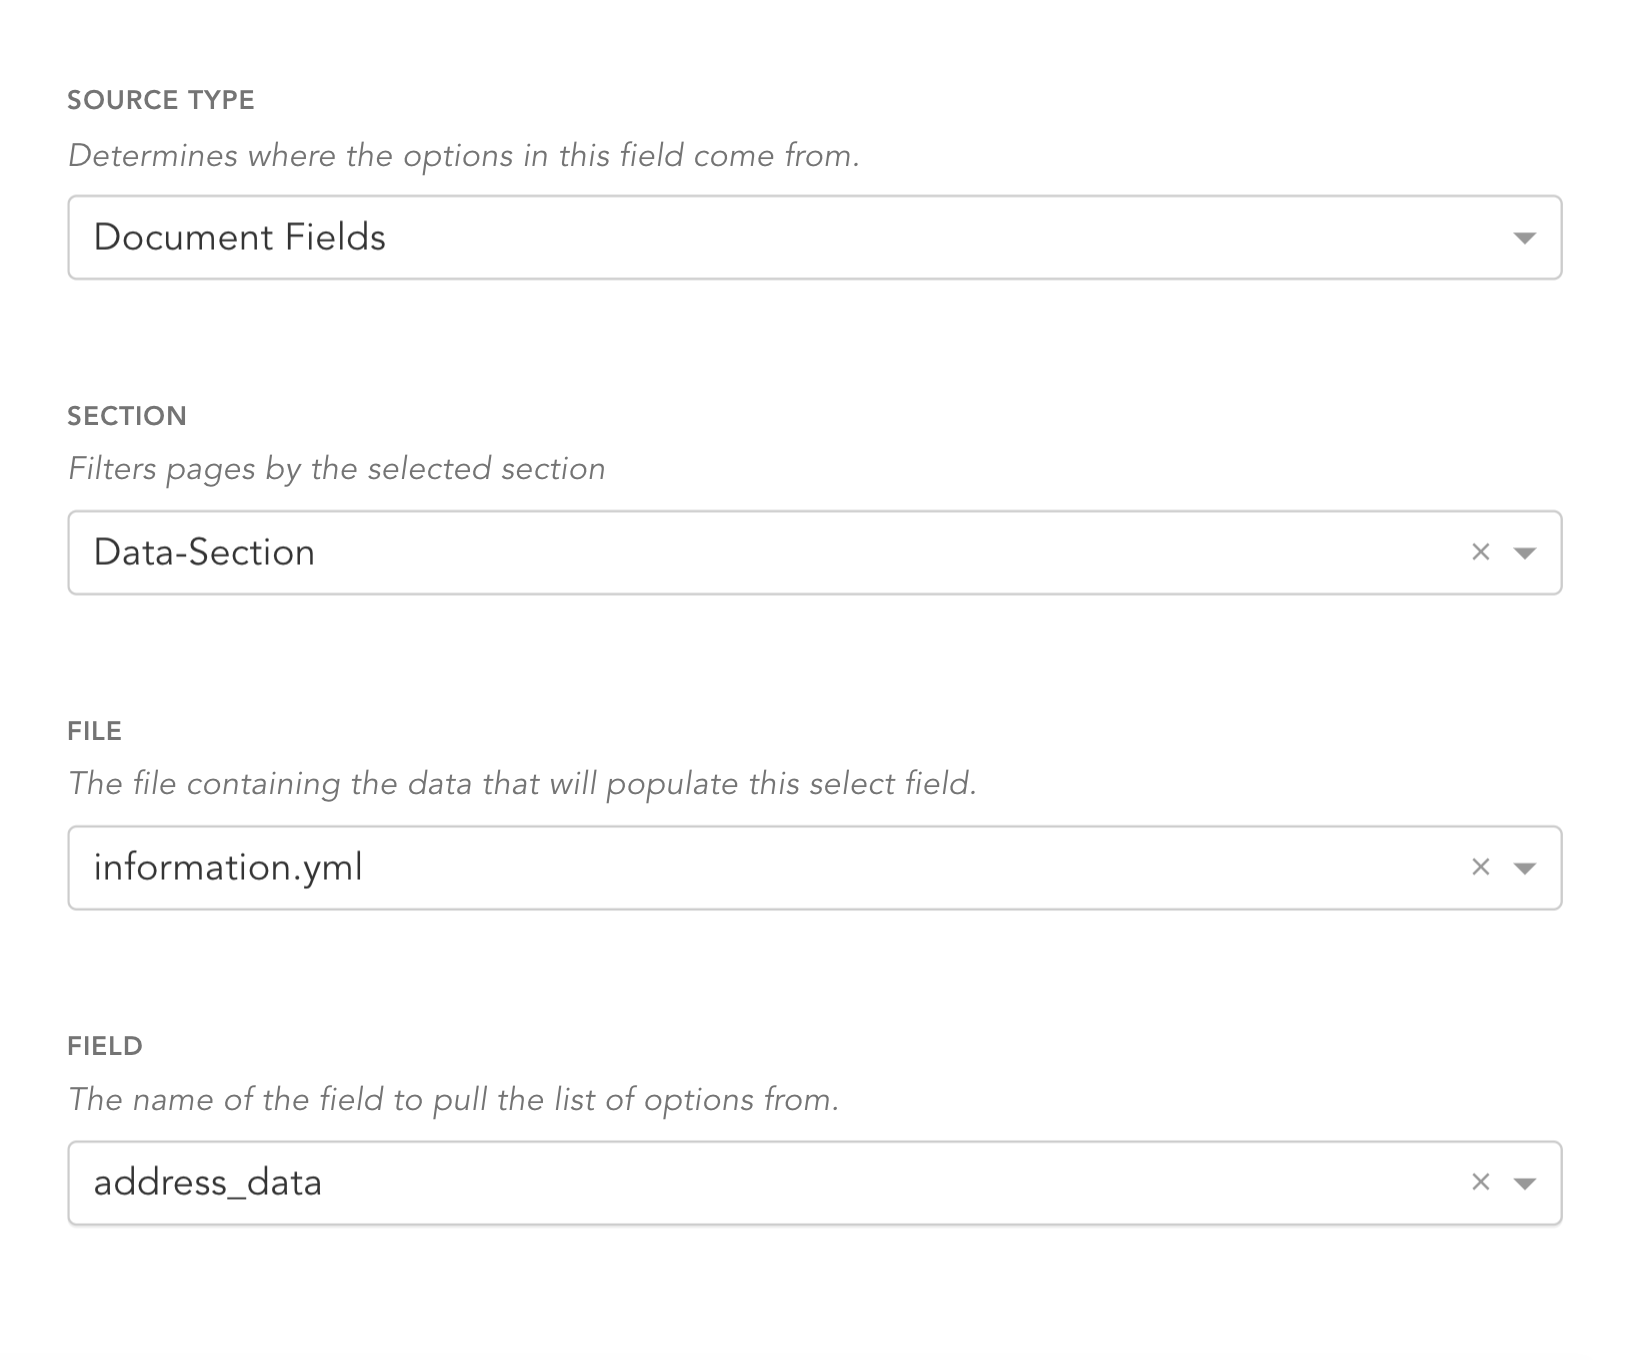 SOURCE TYPE
Determines where the options in this field come from.
Document Fields
SECTION
Filters pages by the selected section
Data-Section
FILE
The file containing the data that will populate this select field.
information.yml
FIELD
The name of the field to pull the list of options from.
address_data